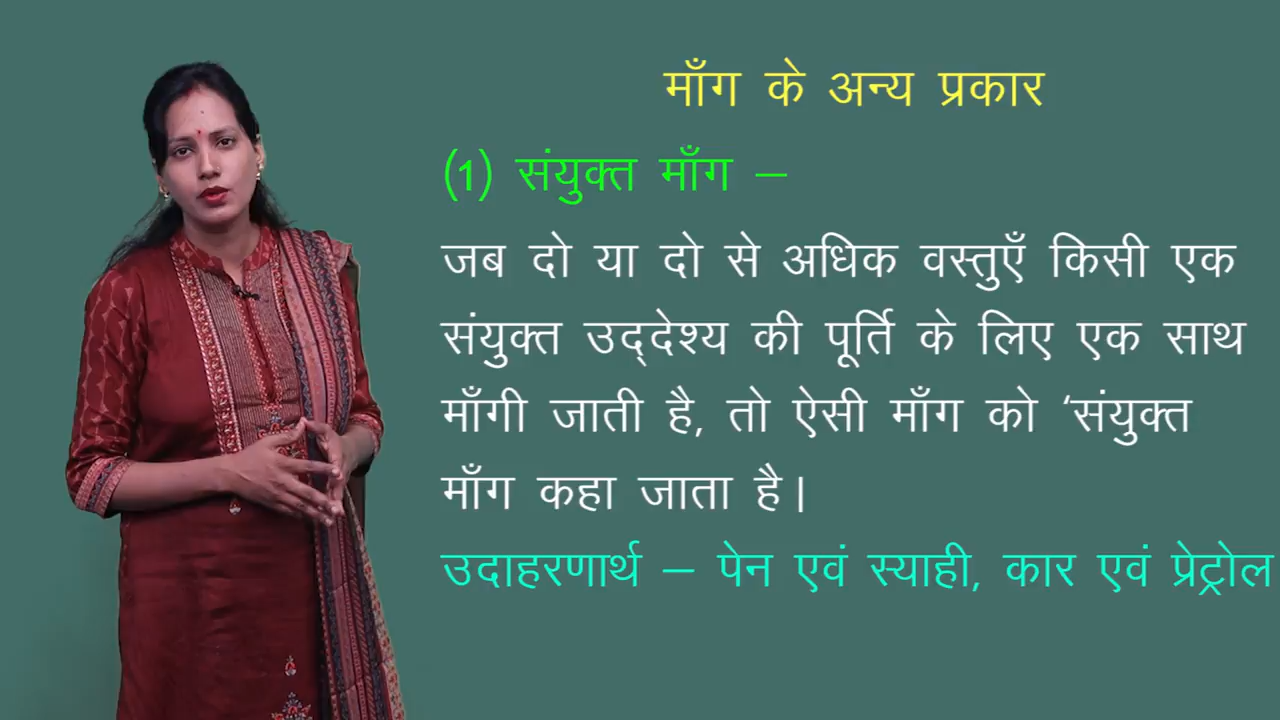 माँग के अन्य प्रकार
(1) संयुक्त माँग –
जब दो या दो से अधिक वस्तुएँ किसी एक
संयुक्त उद्‌देश्य की पूर्ति के लिए एक साथ
माँगी जाती है, तो ऐसी माँग को ‘संयुक्त
माँग कहा जाता है।
उदाहरणार्थ – पेन एवं स्याही, कार एवं प्रेट्रोल